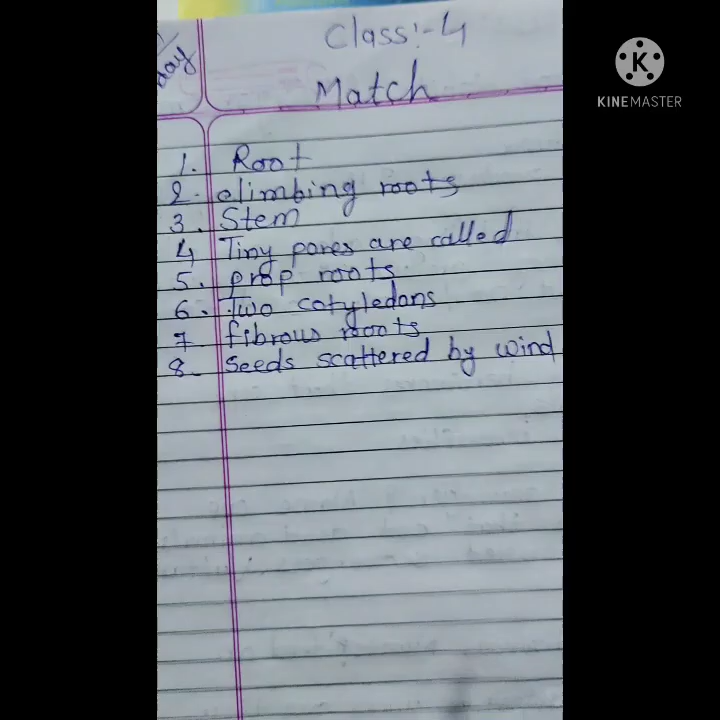 day
Class:-4
Match
K
KINEMASTER
1. Root
2. climbing roots
3. Stem
4 Tiny pores are called
5. prop roots
6. Two cotyledons
7 fibrous roots
8. Seeds scattered by wind